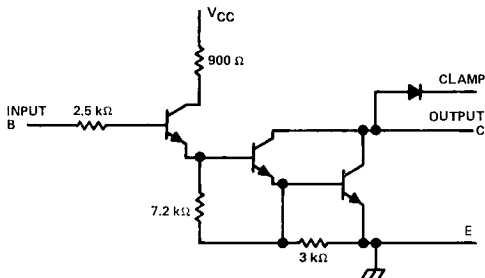 VCC
900 Ω
CLAMP
INPUT
B
2.5 kΩ
OUTPUT
C
7.2 kΩ
E
3 kΩ